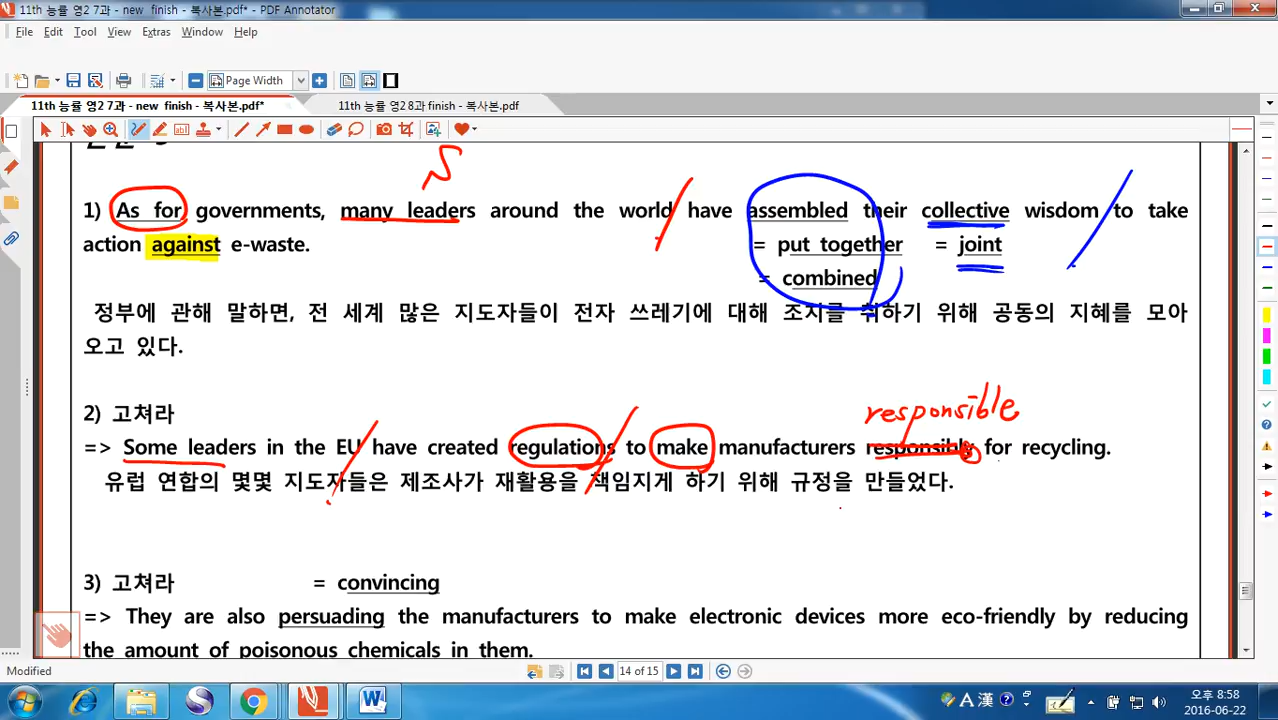 11th 능률 영2 7과 - new  finish - 복사본.pdf* - PDF Annotator
File Edit Tool View Extras Window Help
Page Width
11th 능률 영2 7과 - new  finish - 복사본.pdf* 11th 능률 영2 8과 finish - 복사본.pdf
S
1) As for governments, many leaders around the world have assembled their collective wisdom to take
action against e-waste. = put together = joint
= combined
정부에 관해 말하면, 전 세계 많은 지도자들이 전자 쓰레기에 대해 조치를 취하기 위해 공동의 지혜를 모아
오고 있다.
responsible
2) 고쳐라
=> Some leaders in the EU have created regulations to make manufacturers responsibly for recycling.
유럽 연합의 몇몇 지도자들은 제조사가 재활용을 책임지게 하기 위해 규정을 만들었다.
3) 고쳐라 = convincing
=> They are also persuading the manufacturers to make electronic devices more eco-friendly by reducing
the amount of poisonous chemicals in them.
Modified 14 of 15
A 漢 오후 8:58
2016-06-22